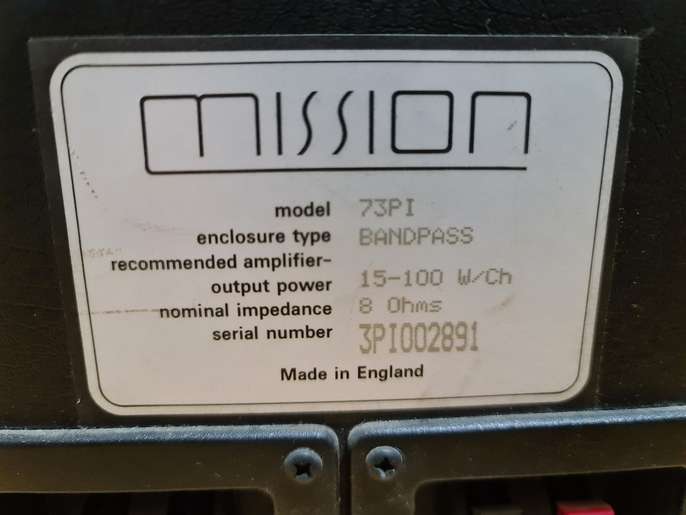 mission
model 73PI
enclosure type BANDPASS
recommended amplifier-
output power 15-100 W/Ch
nominal impedance 8 Ohms
serial number 3PI002891
Made in England